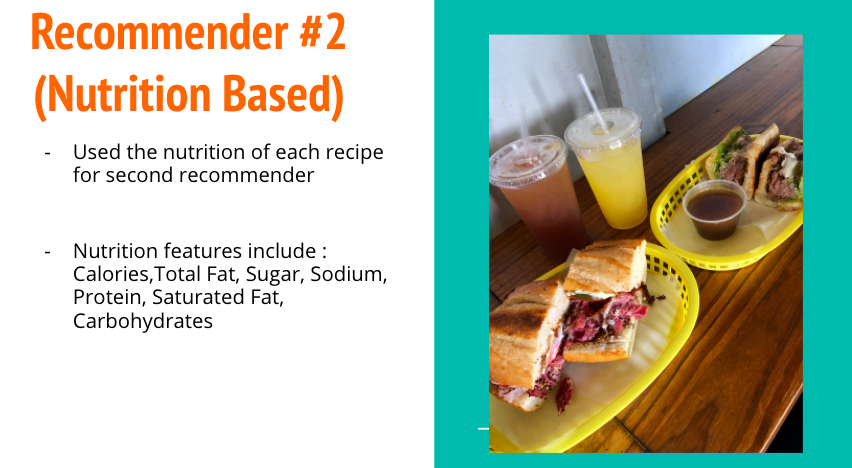 Recommender #2
(Nutrition Based)
- Used the nutrition of each recipe
for second recommender
- Nutrition features include :
Calories,Total Fat, Sugar, Sodium,
Protein, Saturated Fat,
Carbohydrates